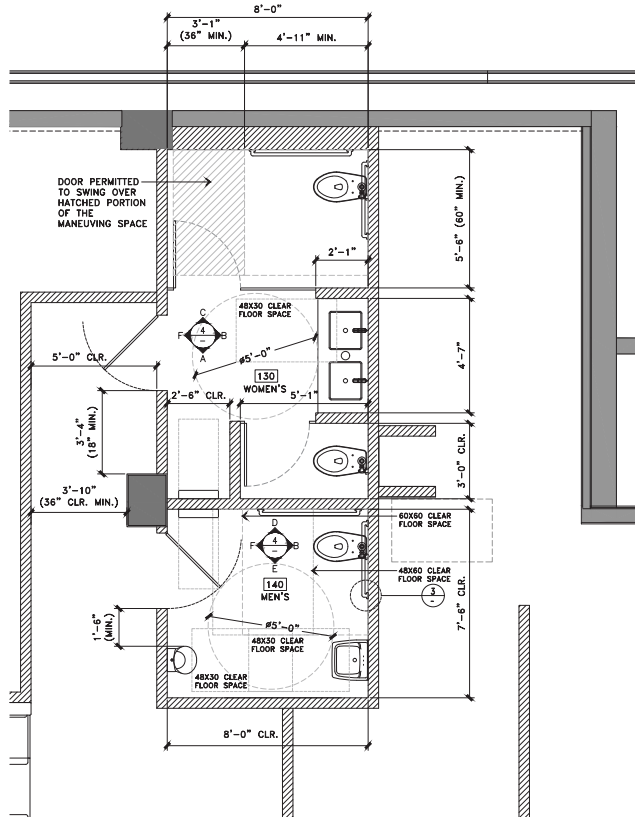 8'-0"
3'-1"
(36" MIN.)
4'-11" MIN.
DOOR PERMITTED
TO SWING OVER
HATCHED PORTION
OF THE
MANEUVING SPACE
5'-6" (60" MIN.)
2'-1"
C
48X30 CLEAR
FLOOR SPACE
F
4
-
B
A
ø5'-0"
130
WOMEN'S
4'-7"
5'-0" CLR.
2'-6" CLR.
5'-1"
3'-4"
(18" MIN.)
3'-0" CLR.
3'-10"
(36" CLR. MIN.)
60X60 CLEAR
FLOOR SPACE
D
F
4
-
B
E
48X60 CLEAR
FLOOR SPACE
140
MEN'S
3
-
7'-6" CLR.
1'-6"
(MIN.)
ø5'-0"
48X30 CLEAR
FLOOR SPACE
48X30 CLEAR
FLOOR SPACE
8'-0" CLR.